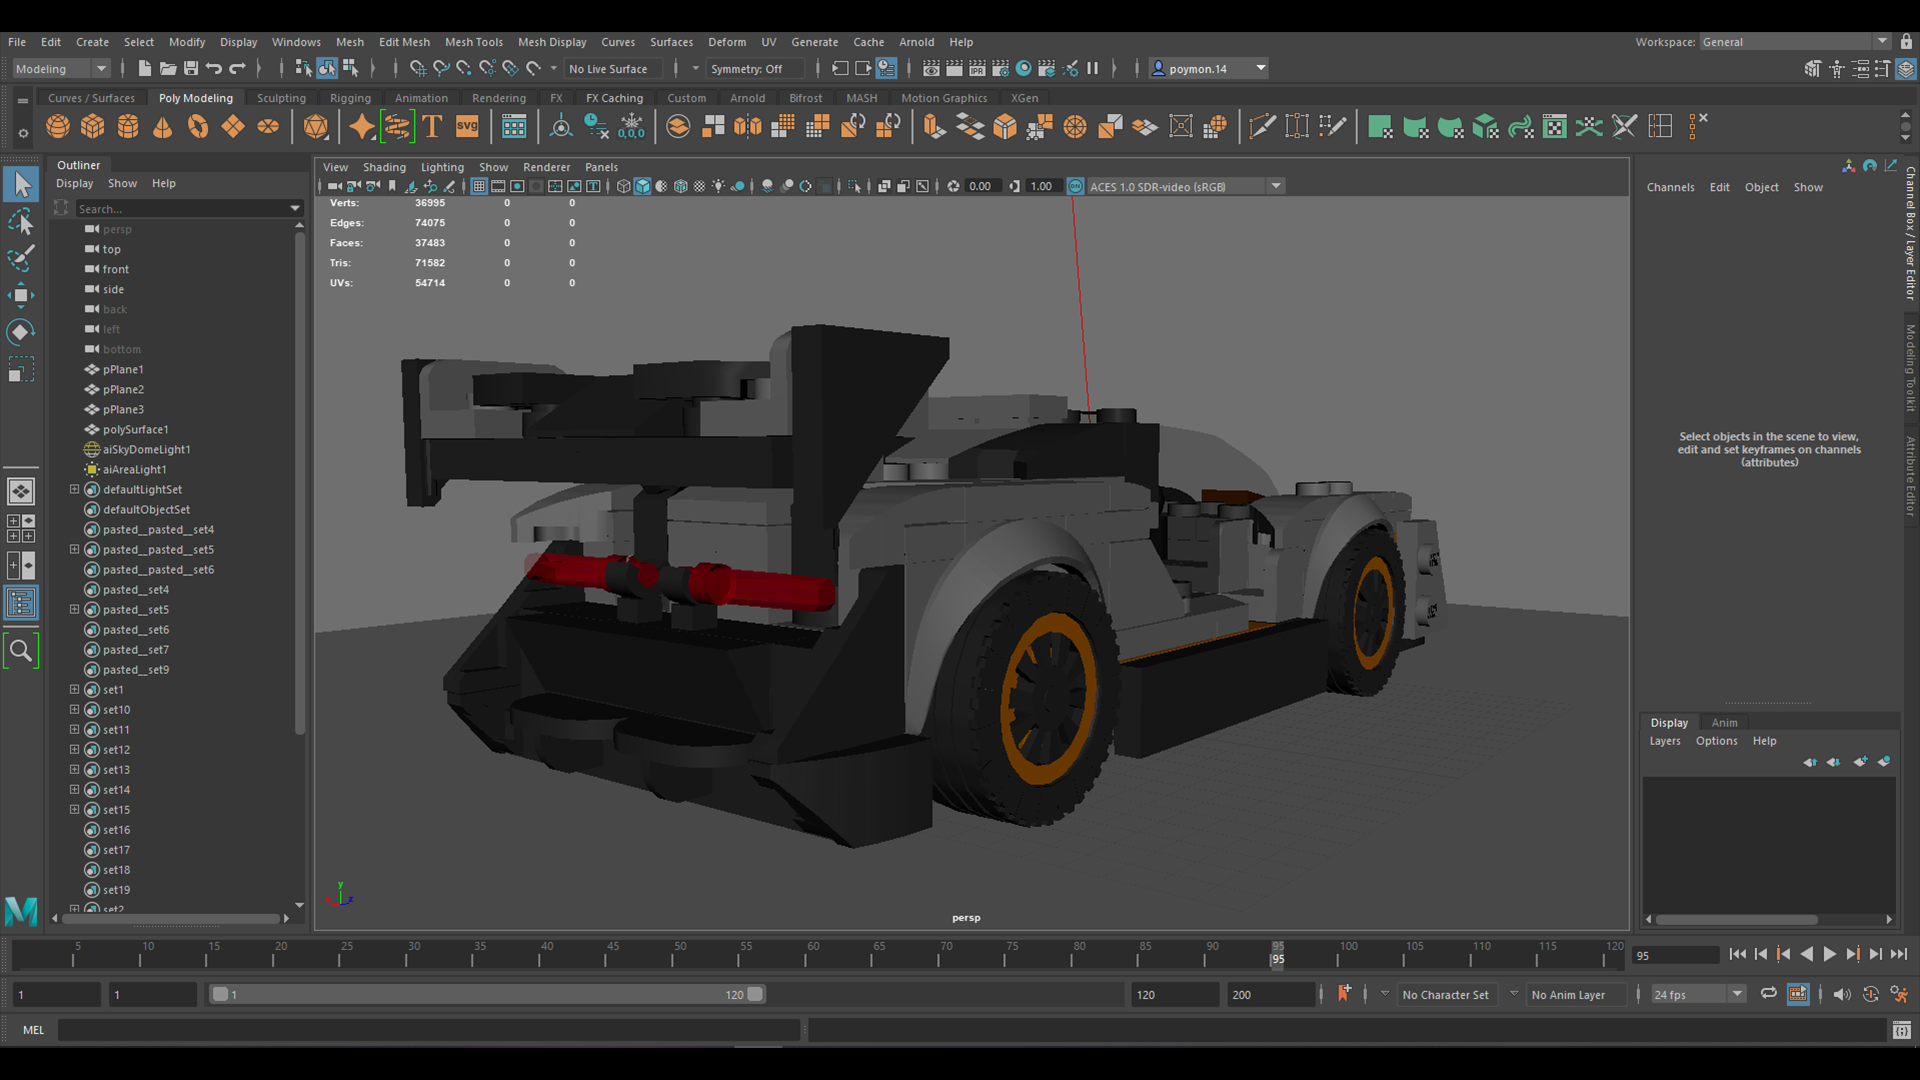 File Edit Create Select Modify Display Windows Mesh Edit Mesh Mesh Tools Mesh Display Curves Surfaces Deform UV Generate Cache Arnold Help Workspace: General
Modeling No Live Surface Symmetry: Off IPR poymon.14
Curves / Surfaces Poly Modeling Sculpting Rigging Animation Rendering FX FX Caching Custom Arnold Bifrost MASH Motion Graphics XGen
T SVG 0,0,0
Outliner
Display Show Help
Search...
persp
top
front
side
back
left
bottom
pPlane1
pPlane2
pPlane3
polySurface1
aiSkyDomeLight1
aiAreaLight1
defaultLightSet
defaultObjectSet
pasted__pasted__set4
pasted__pasted__set5
pasted__pasted__set6
pasted__set4
pasted__set5
pasted__set6
pasted__set7
pasted__set9
set1
set10
set11
set12
set13
set14
set15
set16
set17
set18
set19
set2
View Shading Lighting Show Renderer Panels
0.00 1.00 ACES 1.0 SDR-video (sRGB)
Verts: 36995 0 0
Edges: 74075 0 0
Faces: 37483 0 0
Tris: 71582 0 0
UVs: 54714 0 0
y
z
persp
Channels Edit Object Show
Select objects in the scene to view,
edit and set keyframes on channels
(attributes)
Channel Box / Layer Editor
Modeling Toolkit
Attribute Editor
Display Anim
Layers Options Help
M
5 10 15 20 25 30 35 40 45 50 55 60 65 70 75 80 85 90 95 100 105 110 115 120
95
95
1 1 1 120 120 200 No Character Set No Anim Layer 24 fps
MEL